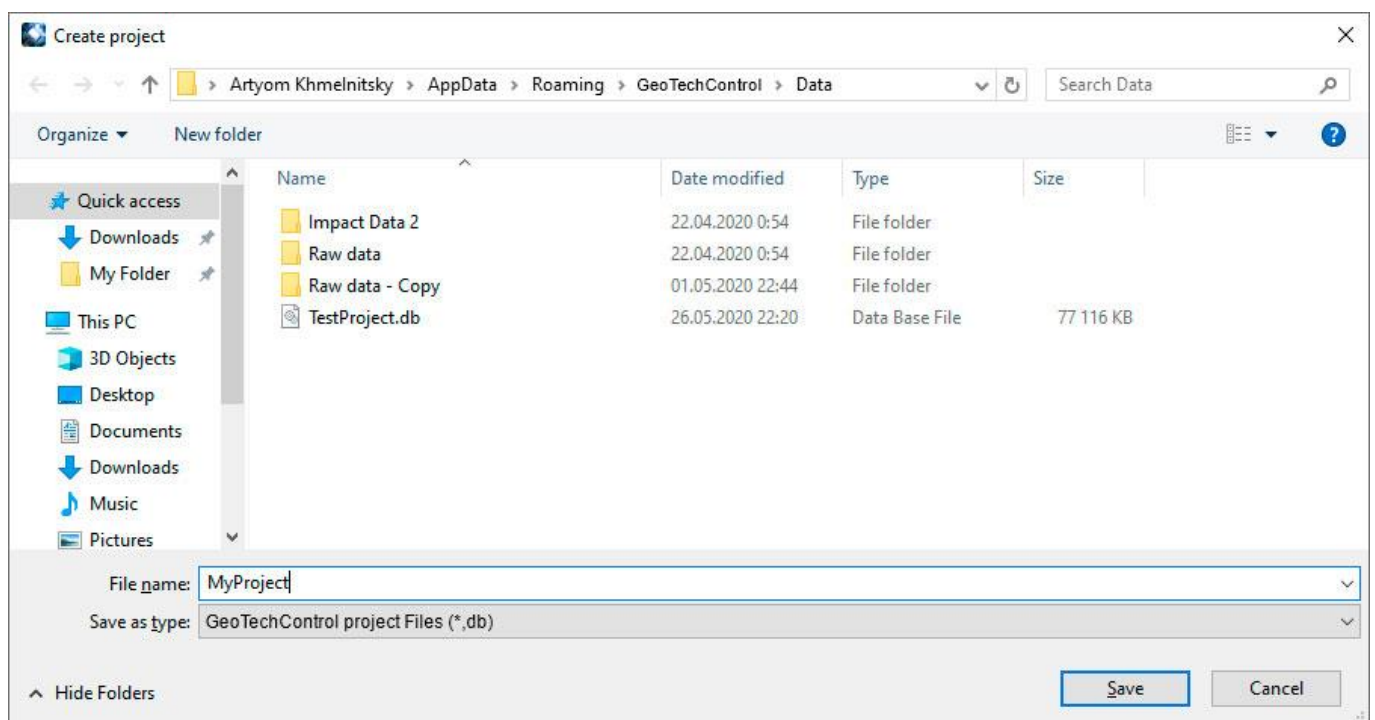 Create project
Artyom Khmelnitsky > AppData > Roaming > GeoTechControl > Data
Search Data
Organize
New folder
Name Date modified Type Size
Quick access
Downloads
My Folder
This PC
3D Objects
Desktop
Documents
Downloads
Music
Pictures
Impact Data 2 22.04.2020 0:54 File folder
Raw data 22.04.2020 0:54 File folder
Raw data - Copy 01.05.2020 22:44 File folder
TestProject.db 26.05.2020 22:20 Data Base File 77 116 KB
File name: MyProject
Save as type: GeoTechControl project Files (*,db)
Hide Folders
Save
Cancel